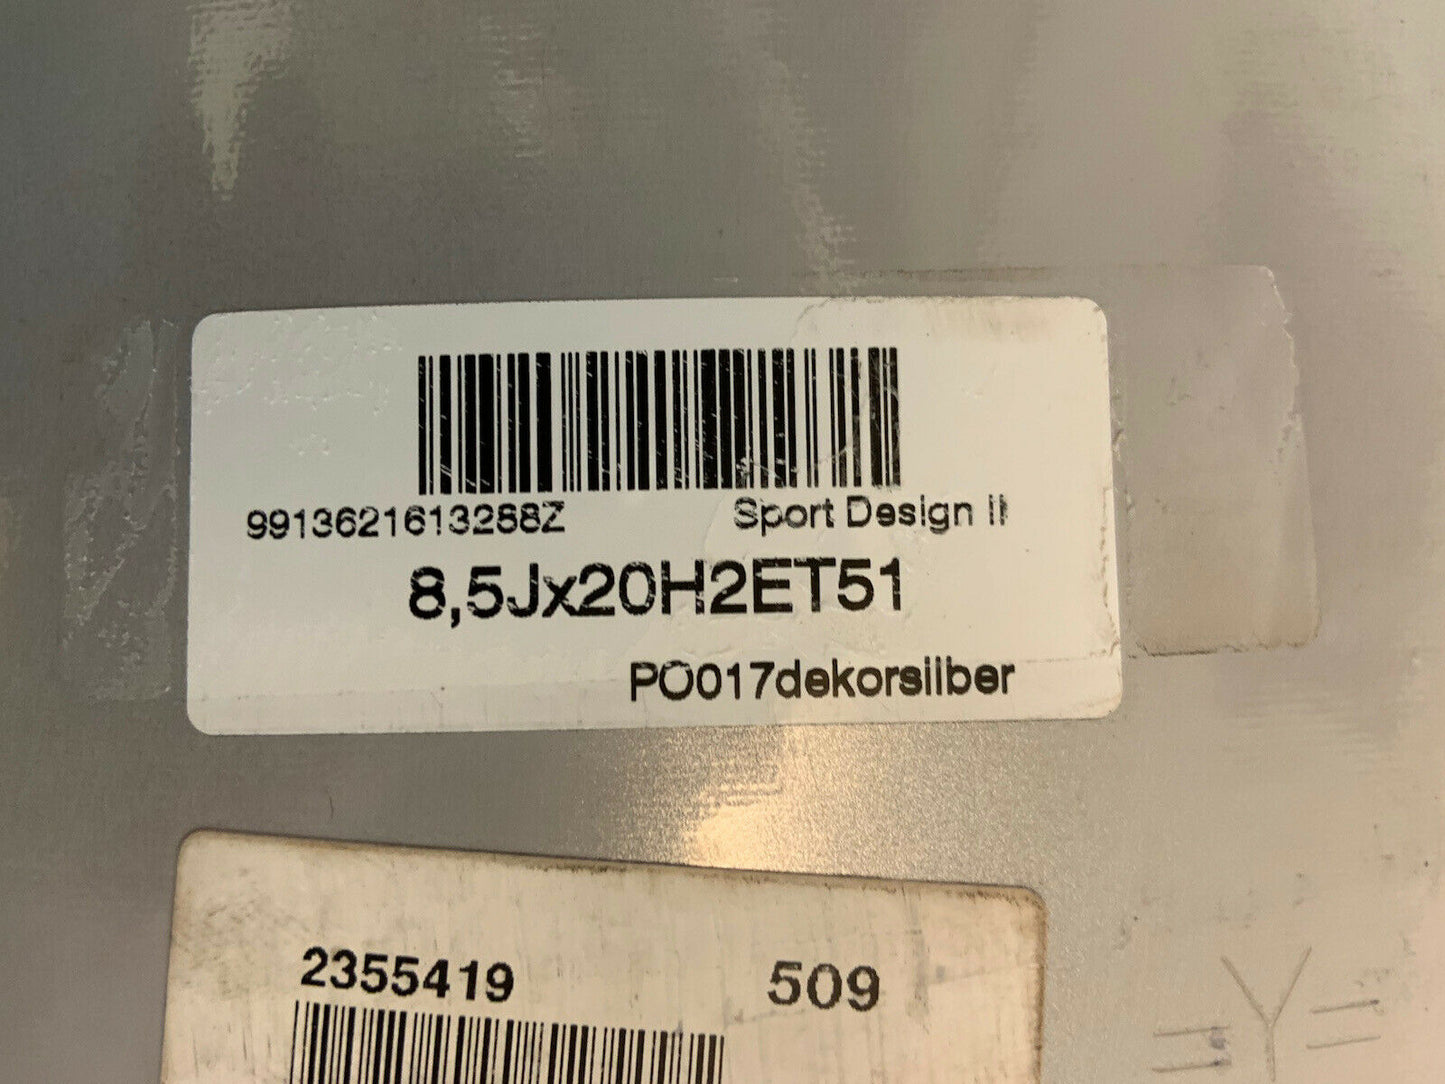 9913621613288Z Sport Design II
8,5Jx20H2ET51
PO017dekorsilber
2355419 509